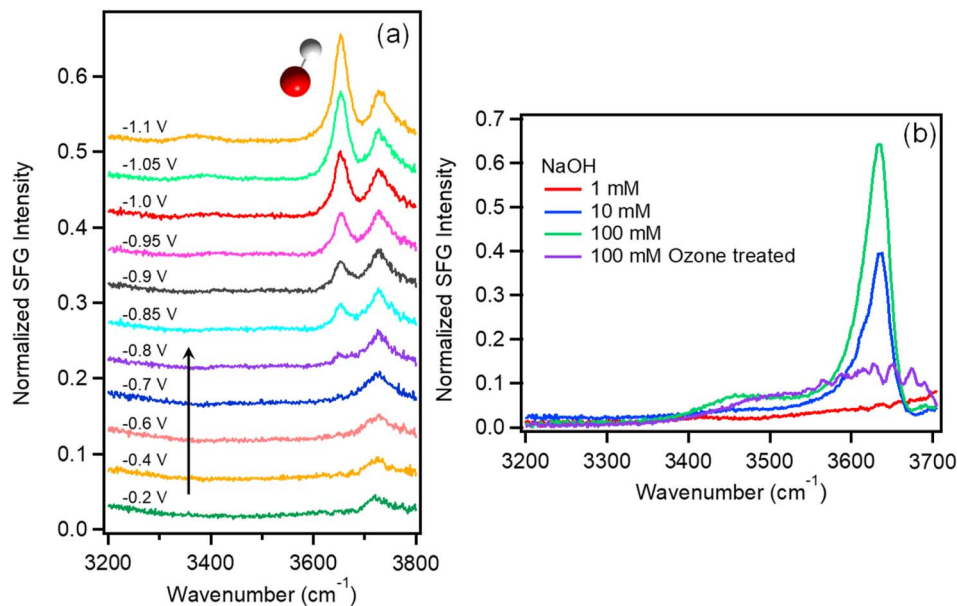 (a)
0.6
0.5
0.4
0.3
0.2
0.1
0.0
Normalized SFG Intensity
-1.1 V
-1.05 V
-1.0 V
-0.95 V
-0.9 V
-0.85 V
-0.8 V
-0.7 V
-0.6 V
-0.4 V
-0.2 V
3200 3400 3600 3800
Wavenumber (cm⁻¹)
(b)
0.7
0.6
0.5
0.4
0.3
0.2
0.1
0.0
Normalized SFG Intensity
NaOH
1 mM
10 mM
100 mM
100 mM Ozone treated
3200 3300 3400 3500 3600 3700
Wavenumber (cm⁻¹)